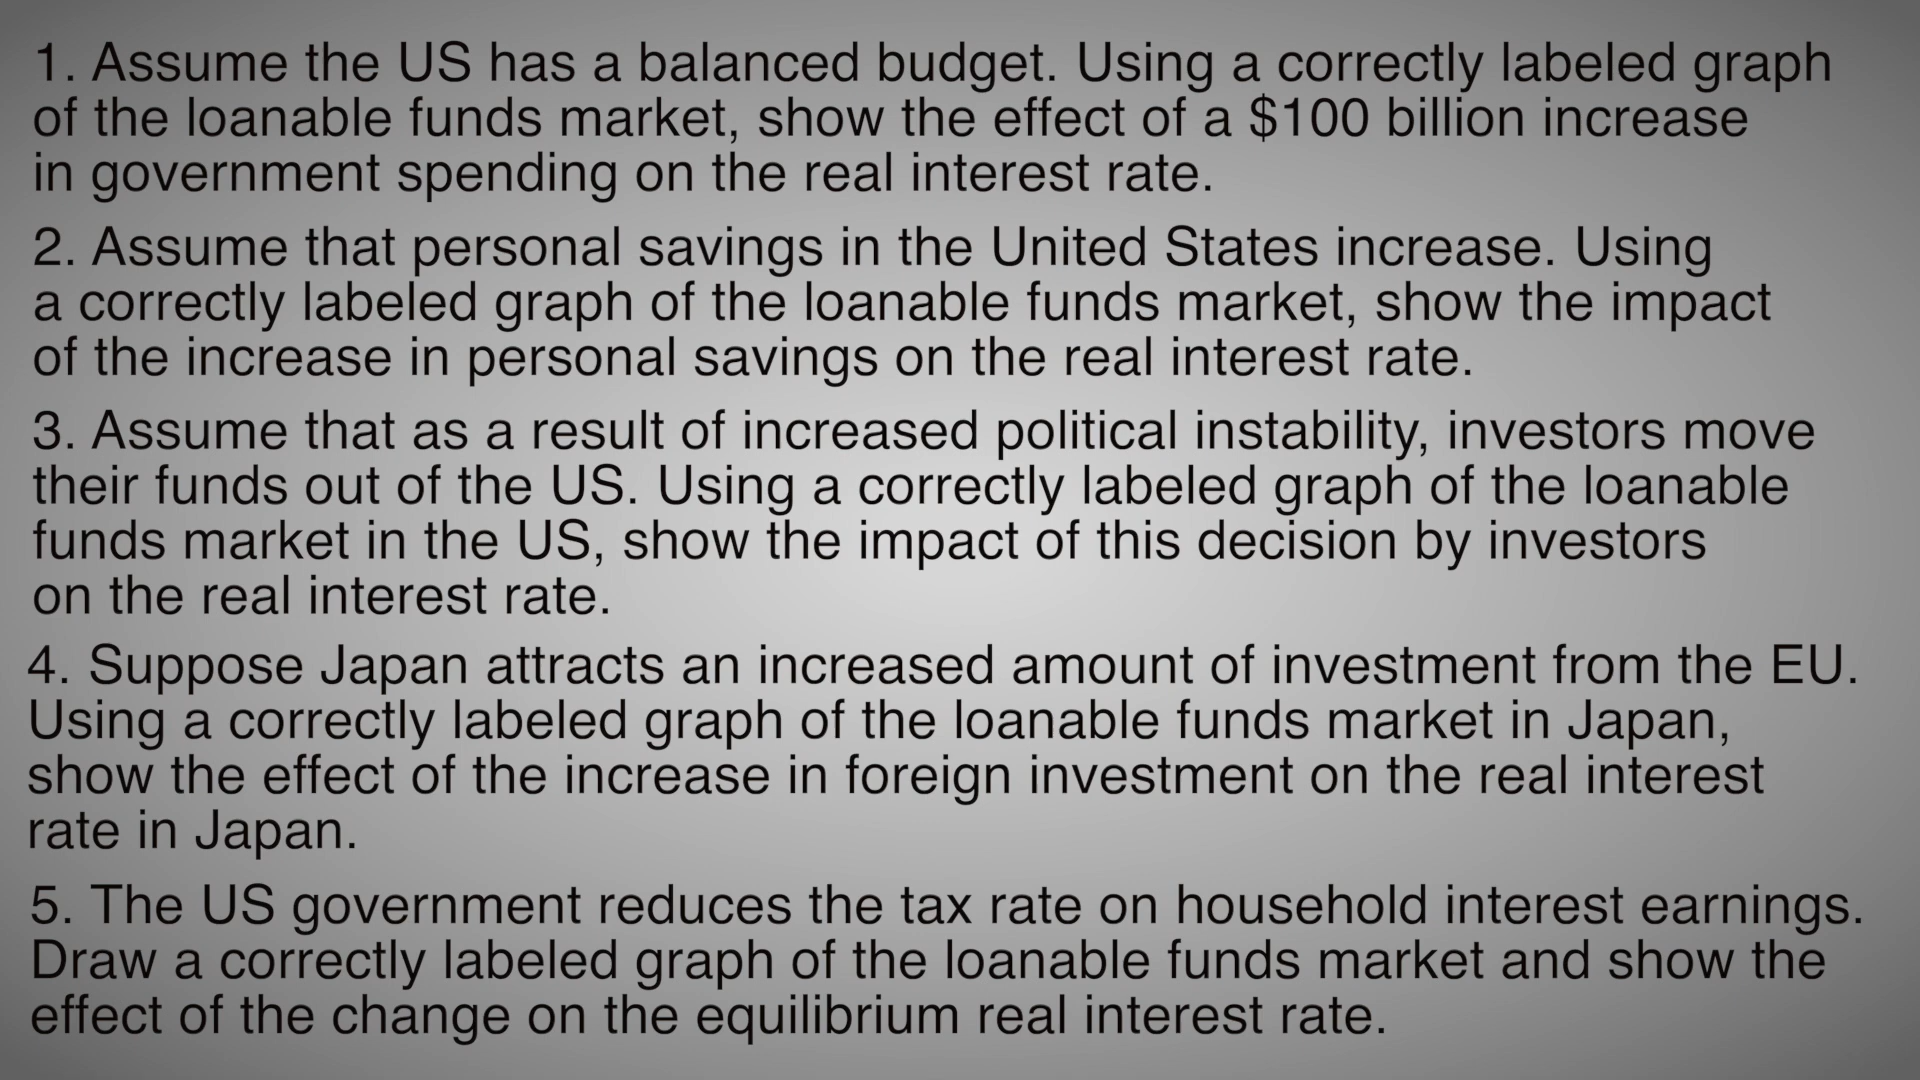 1. Assume the US has a balanced budget. Using a correctly labeled graph
of the loanable funds market, show the effect of a $100 billion increase
in government spending on the real interest rate.
2. Assume that personal savings in the United States increase. Using
a correctly labeled graph of the loanable funds market, show the impact
of the increase in personal savings on the real interest rate.
3. Assume that as a result of increased political instability, investors move
their funds out of the US. Using a correctly labeled graph of the loanable
funds market in the US, show the impact of this decision by investors
on the real interest rate.
4. Suppose Japan attracts an increased amount of investment from the EU.
Using a correctly labeled graph of the loanable funds market in Japan,
show the effect of the increase in foreign investment on the real interest
rate in Japan.
5. The US government reduces the tax rate on household interest earnings.
Draw a correctly labeled graph of the loanable funds market and show the
effect of the change on the equilibrium real interest rate.